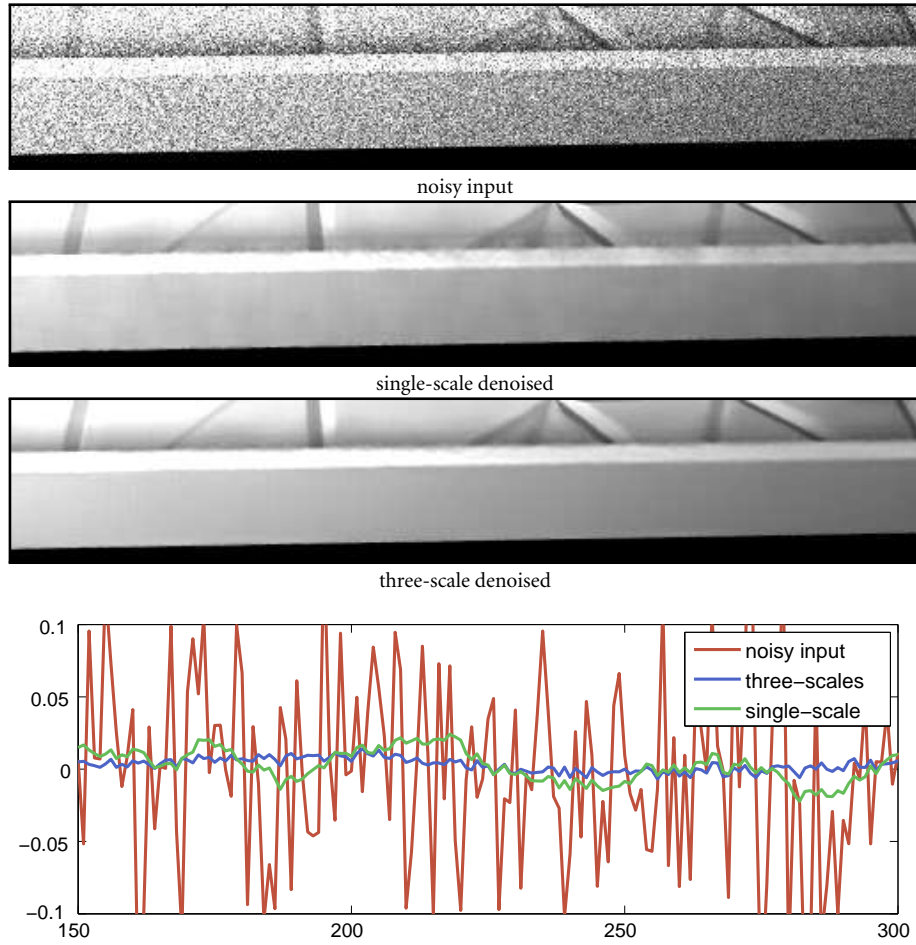 noisy input
single-scale denoised
three-scale denoised
0.1
0.05
0
−0.05
−0.1
150
200
250
300
noisy input
three−scales
single−scale